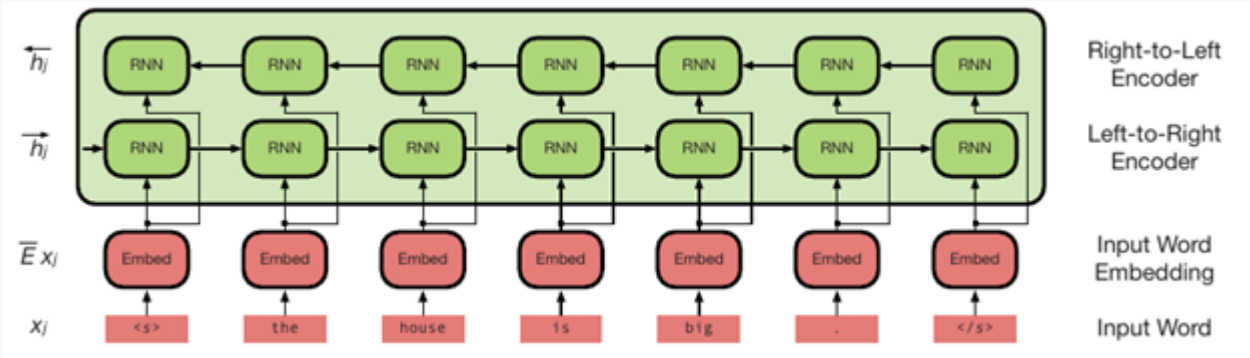 ← hj RNN RNN RNN RNN RNN RNN RNN Right-to-Left Encoder
→ hj RNN RNN RNN RNN RNN RNN RNN Left-to-Right Encoder
E̅ xj Embed Embed Embed Embed Embed Embed Embed Input Word Embedding
xj <s> the house is big . </s> Input Word